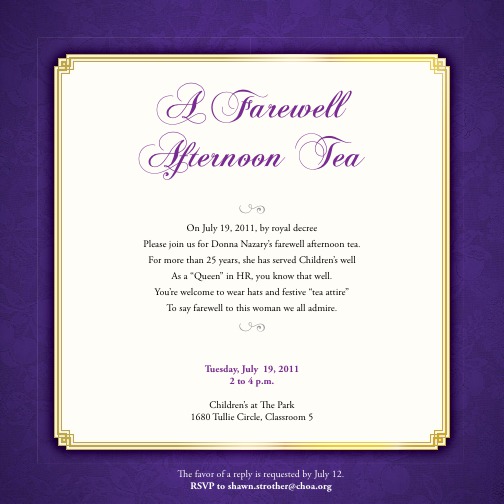 A Farewell
Afternoon Tea
On July 19, 2011, by royal decree
Please join us for Donna Nazary's farewell afternoon tea.
For more than 25 years, she has served Children's well
As a “Queen” in HR, you know that well.
You're welcome to wear hats and festive “tea attire”
To say farewell to this woman we all admire.
Tuesday, July 19, 2011
2 to 4 p.m.
Children's at The Park
1680 Tullie Circle, Classroom 5
The favor of a reply is requested by July 12.
RSVP to shawn.strother@choa.org